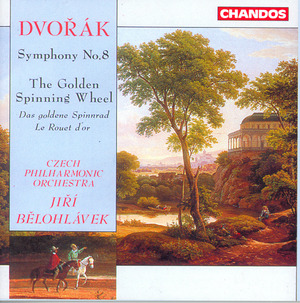 CHANDOS
DVOŘÁK
Symphony No.8
The Golden
Spinning Wheel
Das goldene Spinnrad
Le Rouet d'or
CZECH
PHILHARMONIC
ORCHESTRA
JIŘÍ
BĚLOHLÁVEK